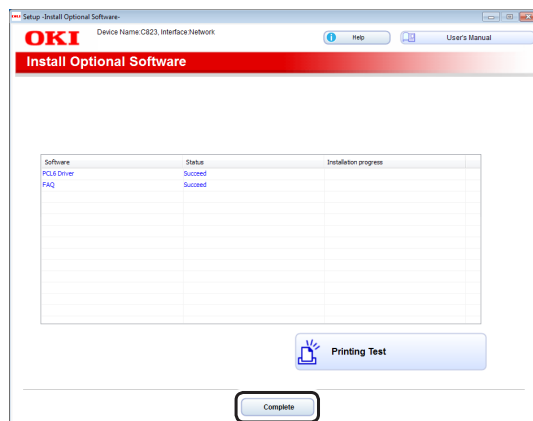 Setup -Install Optional Software-
OKI Device Name:C823, Interface:Network Help User's Manual
Install Optional Software
Software Status Installation progress
PCL6 Driver Succeed
FAQ Succeed
Printing Test
Complete